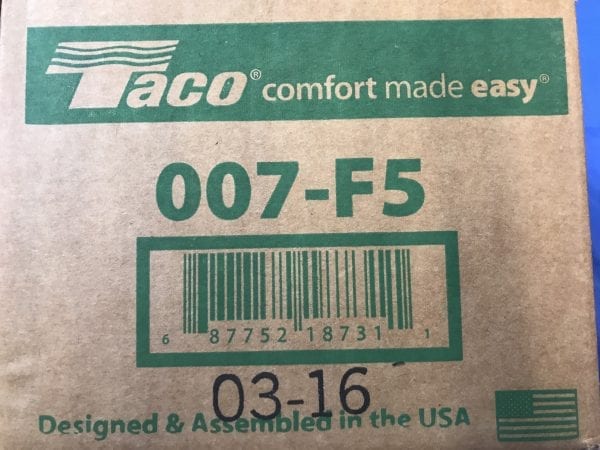 Taco® comfort made easy®
007-F5
6 87752 18731 1
03-16
Designed & Assembled in the USA